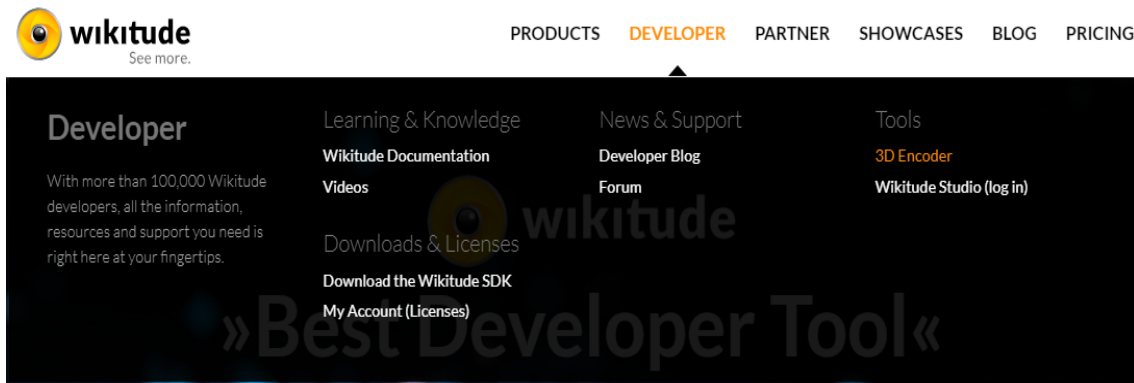 wikitude
See more.
PRODUCTS DEVELOPER PARTNER SHOWCASES BLOG PRICING
Developer
With more than 100,000 Wikitude
developers, all the information,
resources and support you need is
right here at your fingertips.
Learning & Knowledge
Wikitude Documentation
Videos
Downloads & Licenses
Download the Wikitude SDK
My Account (Licenses)
News & Support
Developer Blog
Forum
Tools
3D Encoder
Wikitude Studio (log in)
wikitude
»Best Developer Tool«